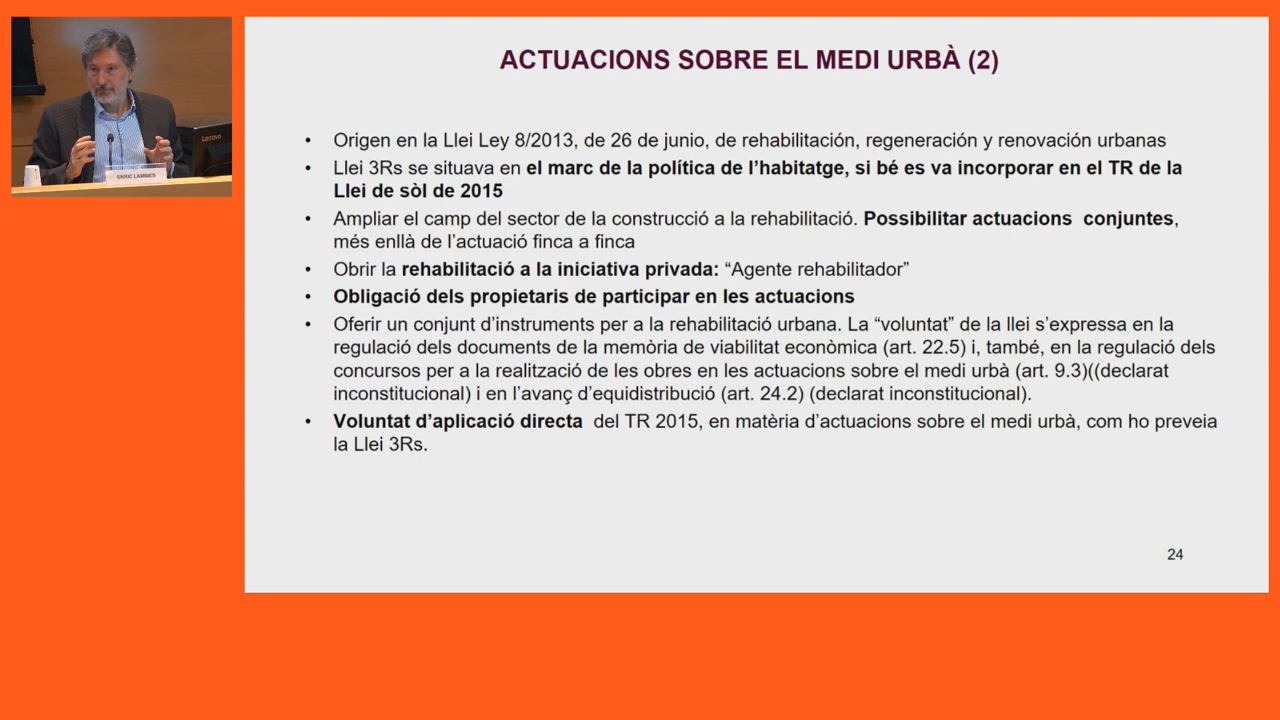 Lenovo
ENRIC LAMBIES
ACTUACIONS SOBRE EL MEDI URBÀ (2)
• Origen en la Llei Ley 8/2013, de 26 de junio, de rehabilitación, regeneración y renovación urbanas
• Llei 3Rs se situava en el marc de la política de l’habitatge, si bé es va incorporar en el TR de la
Llei de sòl de 2015
• Ampliar el camp del sector de la construcció a la rehabilitació. Possibilitar actuacions conjuntes,
més enllà de l’actuació finca a finca
• Obrir la rehabilitació a la iniciativa privada: “Agente rehabilitador”
• Obligació dels propietaris de participar en les actuacions
• Oferir un conjunt d’instruments per a la rehabilitació urbana. La “voluntat” de la llei s’expressa en la
regulació dels documents de la memòria de viabilitat econòmica (art. 22.5) i, també, en la regulació dels
concursos per a la realització de les obres en les actuacions sobre el medi urbà (art. 9.3)((declarat
inconstitucional) i en l’avanç d’equidistribució (art. 24.2) (declarat inconstitucional).
• Voluntat d’aplicació directa del TR 2015, en matèria d’actuacions sobre el medi urbà, com ho preveia
la Llei 3Rs.
24